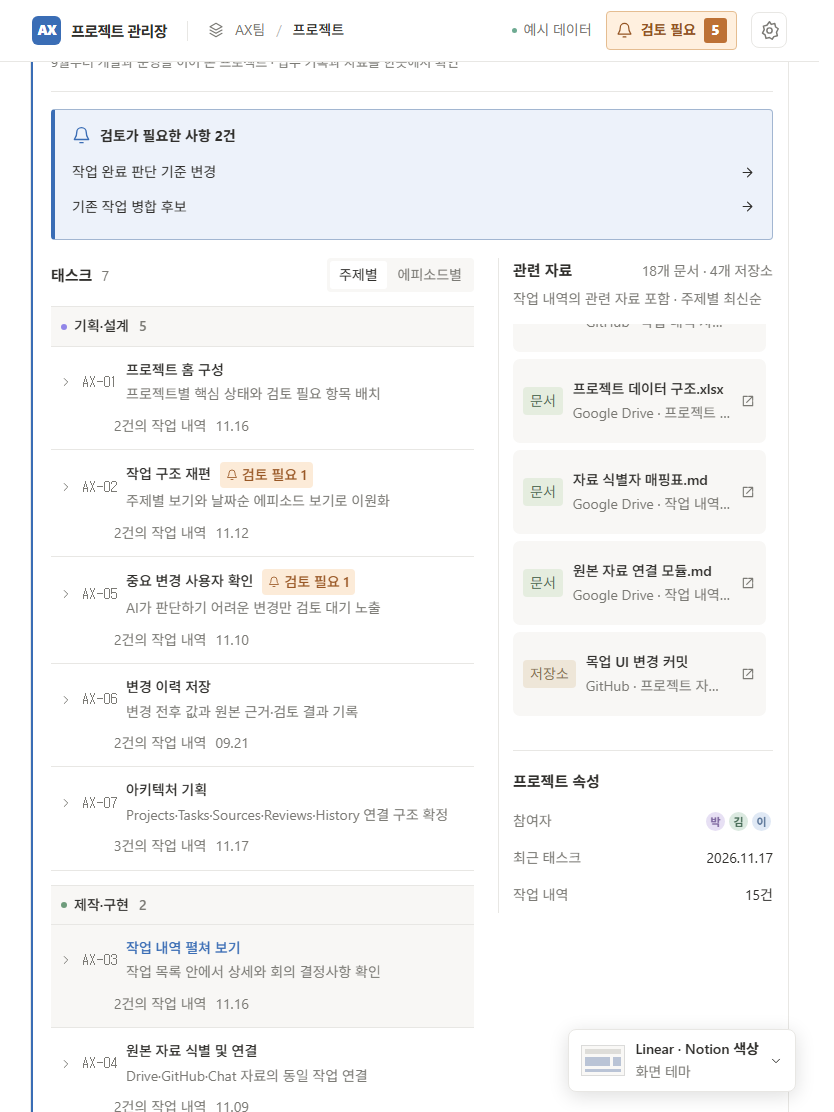 AX 프로젝트 관리장
AX팀 / 프로젝트
예시 데이터
검토 필요 5
검토가 필요한 사항 2건
작업 완료 판단 기준 변경
기존 작업 병합 후보
태스크 7
주제별 에피소드별
기획·설계 5
AX-01
프로젝트 홈 구성
프로젝트별 핵심 상태와 검토 필요 항목 배치
2건의 작업 내역 11.16
AX-02
작업 구조 재편 검토 필요 1
주제별 보기와 날짜순 에피소드 보기로 이원화
2건의 작업 내역 11.12
AX-05
중요 변경 사용자 확인 검토 필요 1
AI가 판단하기 어려운 변경만 검토 대기 노출
2건의 작업 내역 11.10
AX-06
변경 이력 저장
변경 전후 값과 원본 근거·검토 결과 기록
2건의 작업 내역 09.21
AX-07
아키텍처 기획
Projects·Tasks·Sources·Reviews·History 연결 구조 확정
3건의 작업 내역 11.17
제작·구현 2
AX-03
작업 내역 펼쳐 보기
작업 목록 안에서 상세와 회의 결정사항 확인
2건의 작업 내역 11.16
AX-04
원본 자료 식별 및 연결
Drive·GitHub·Chat 자료의 동일 작업 연결
2건의 작업 내역 11.09
관련 자료
18개 문서 · 4개 저장소
작업 내역의 관련 자료 포함 · 주제별 최신순
문서
프로젝트 데이터 구조.xlsx
Google Drive · 프로젝트 ...
문서
자료 식별자 매핑표.md
Google Drive · 작업 내역...
문서
원본 자료 연결 모듈.md
Google Drive · 작업 내역...
저장소
목업 UI 변경 커밋
GitHub · 프로젝트 자...
프로젝트 속성
참여자 박 김 이
최근 태스크 2026.11.17
작업 내역 15건
Linear · Notion 색상
화면 테마